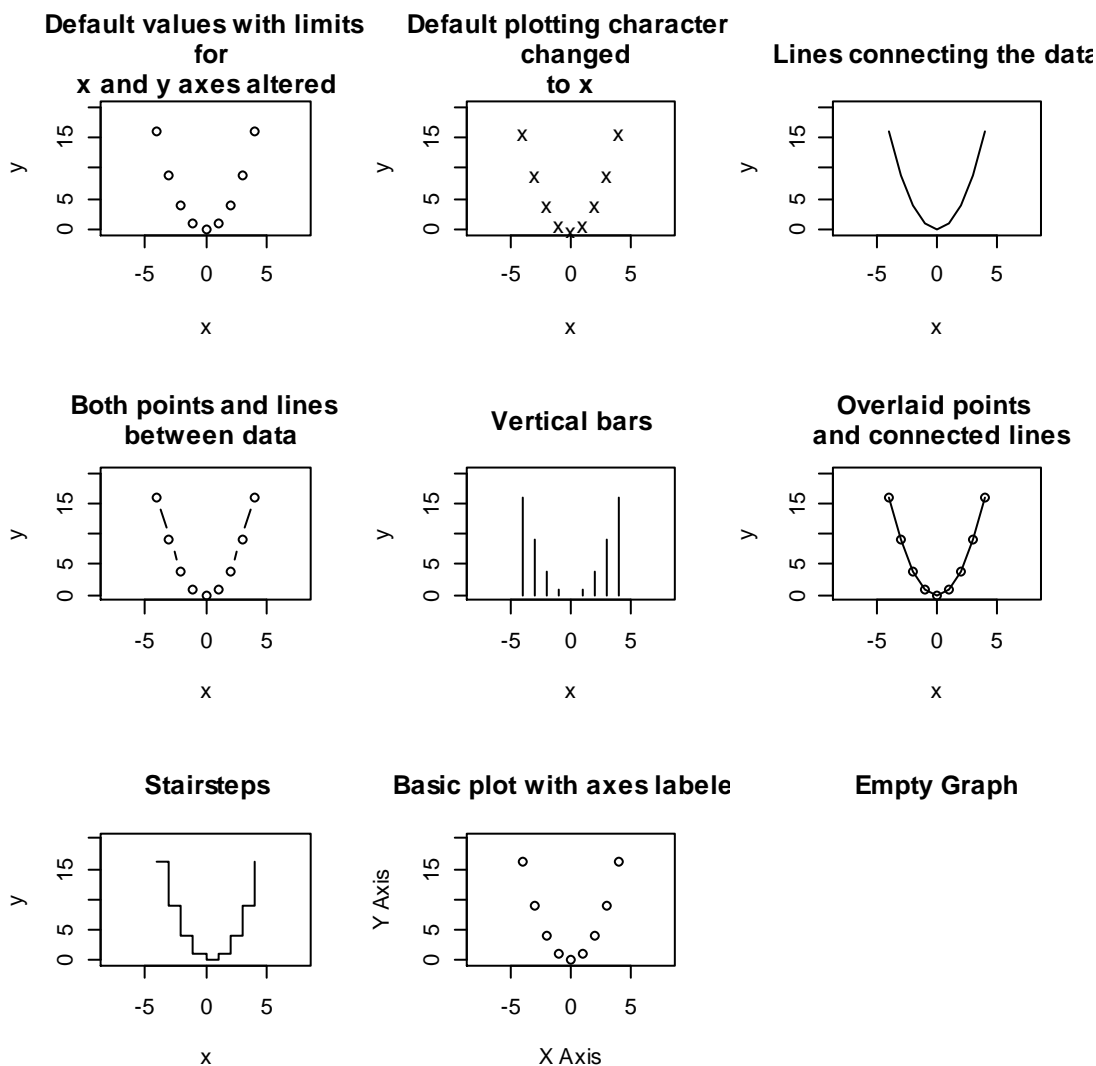 Default values with limits
for
x and y axes altered
y
15
5
0
-5 0 5
x
Default plotting character
changed
to x
y
15
5
0
-5 0 5
x
Lines connecting the data
y
15
5
0
-5 0 5
x
Both points and lines
between data
y
15
5
0
-5 0 5
x
Vertical bars
y
15
5
0
-5 0 5
x
Overlaid points
and connected lines
y
15
5
0
-5 0 5
x
Stairsteps
y
15
5
0
-5 0 5
x
Basic plot with axes labele
Y Axis
15
5
0
-5 0 5
X Axis
Empty Graph